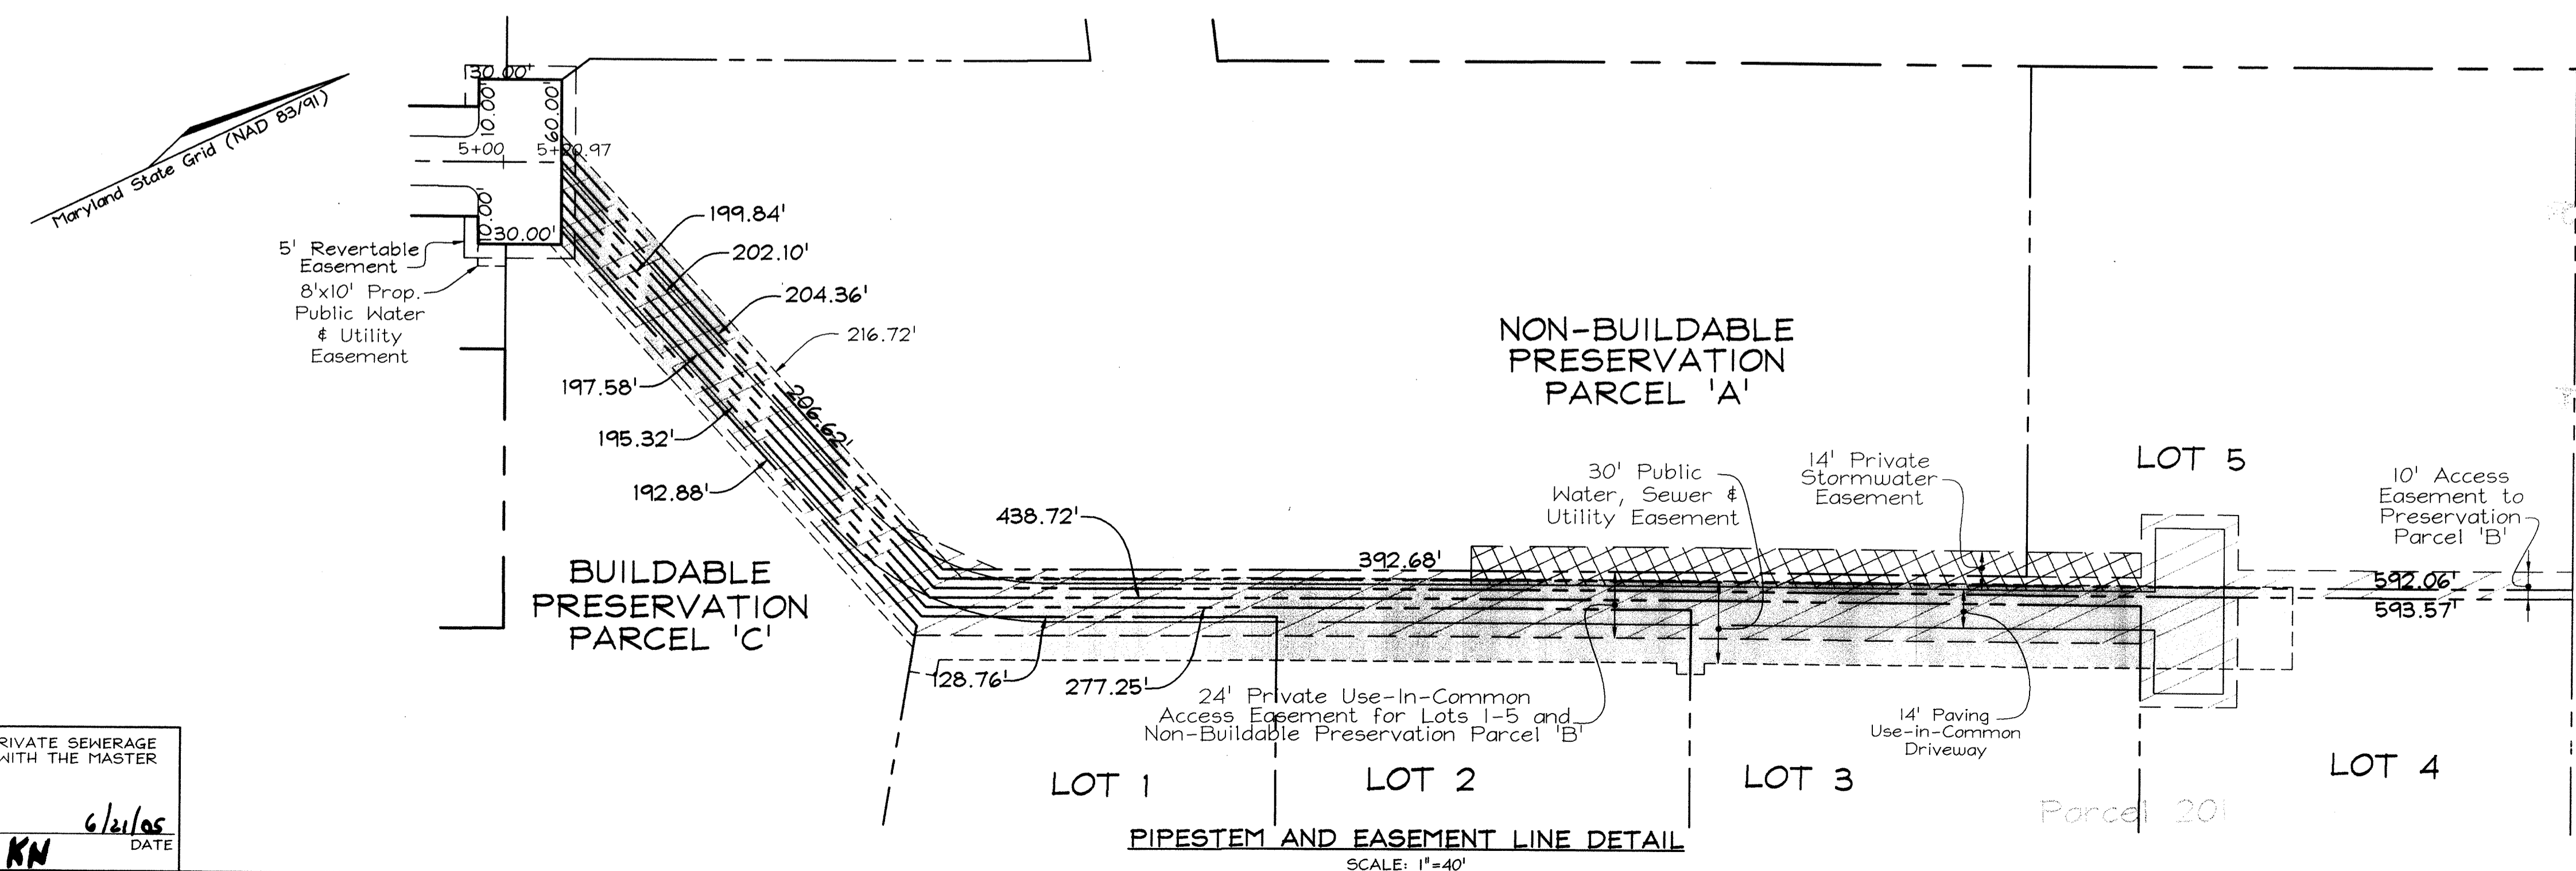 Maryland State Grid (NAD 83/91)
30.00'
10.00'
60.00'
5+00
10.00'
30.00'
5' Revertable
Easement
8'x10' Prop.
Public Water
& Utility
Easement
199.84'
202.10'
204.36'
216.72'
197.58'
206.62'
195.32'
192.88'
BUILDABLE
PRESERVATION
PARCEL 'C'
NON-BUILDABLE
PRESERVATION
PARCEL 'A'
438.72'
392.68'
30' Public
Water, Sewer &
Utility Easement
14' Private
Stormwater
Easement
LOT 5
10' Access
Easement to
Preservation
Parcel 'B'
592.06'
593.57'
128.76'
277.25'
24' Private Use-In-Common
Access Easement for Lots 1-5 and
Non-Buildable Preservation Parcel 'B'
14' Paving
Use-in-Common
Driveway
LOT 1
LOT 2
LOT 3
LOT 4
Parcel 201
PIPESTEM AND EASEMENT LINE DETAIL
SCALE: 1"=40'
RIVATE SEWERAGE
WITH THE MASTER
6/21/05
KN
DATE